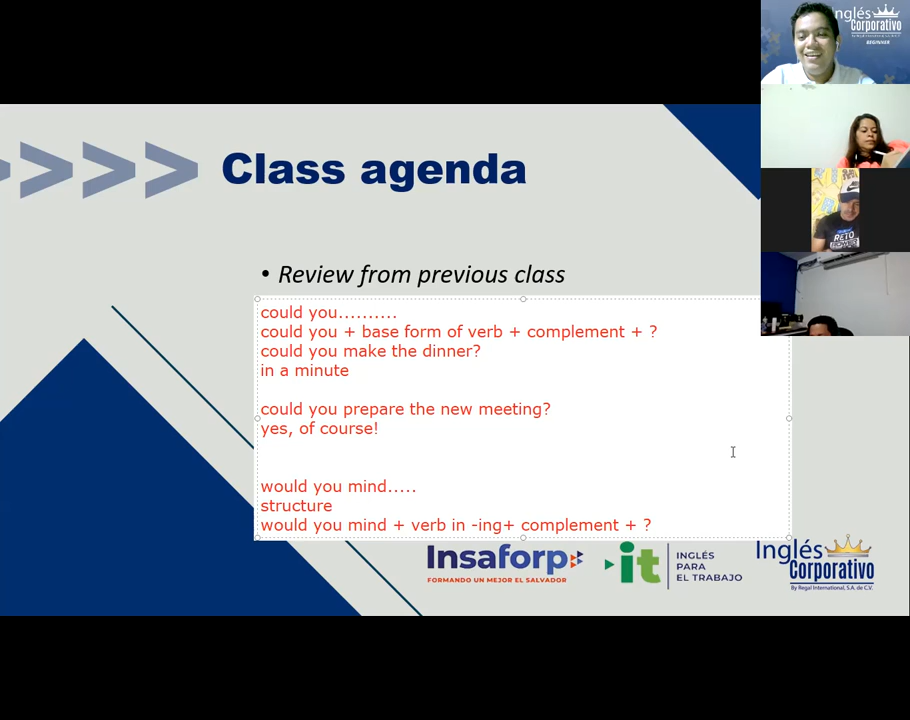 Inglés
Corporativo
BEGINNER
>>>> Class agenda
• Review from previous class
RETO
could you..........
could you + base form of verb + complement + ?
could you make the dinner?
in a minute
could you prepare the new meeting?
yes, of course!
would you mind.....
structure
would you mind + verb in -ing+ complement + ?
Insaforp
FORMANDO UN MEJOR EL SALVADOR
it
INGLÉS
PARA
EL TRABAJO
Inglés
Corporativo
By Regal International, S.A. de C.V.